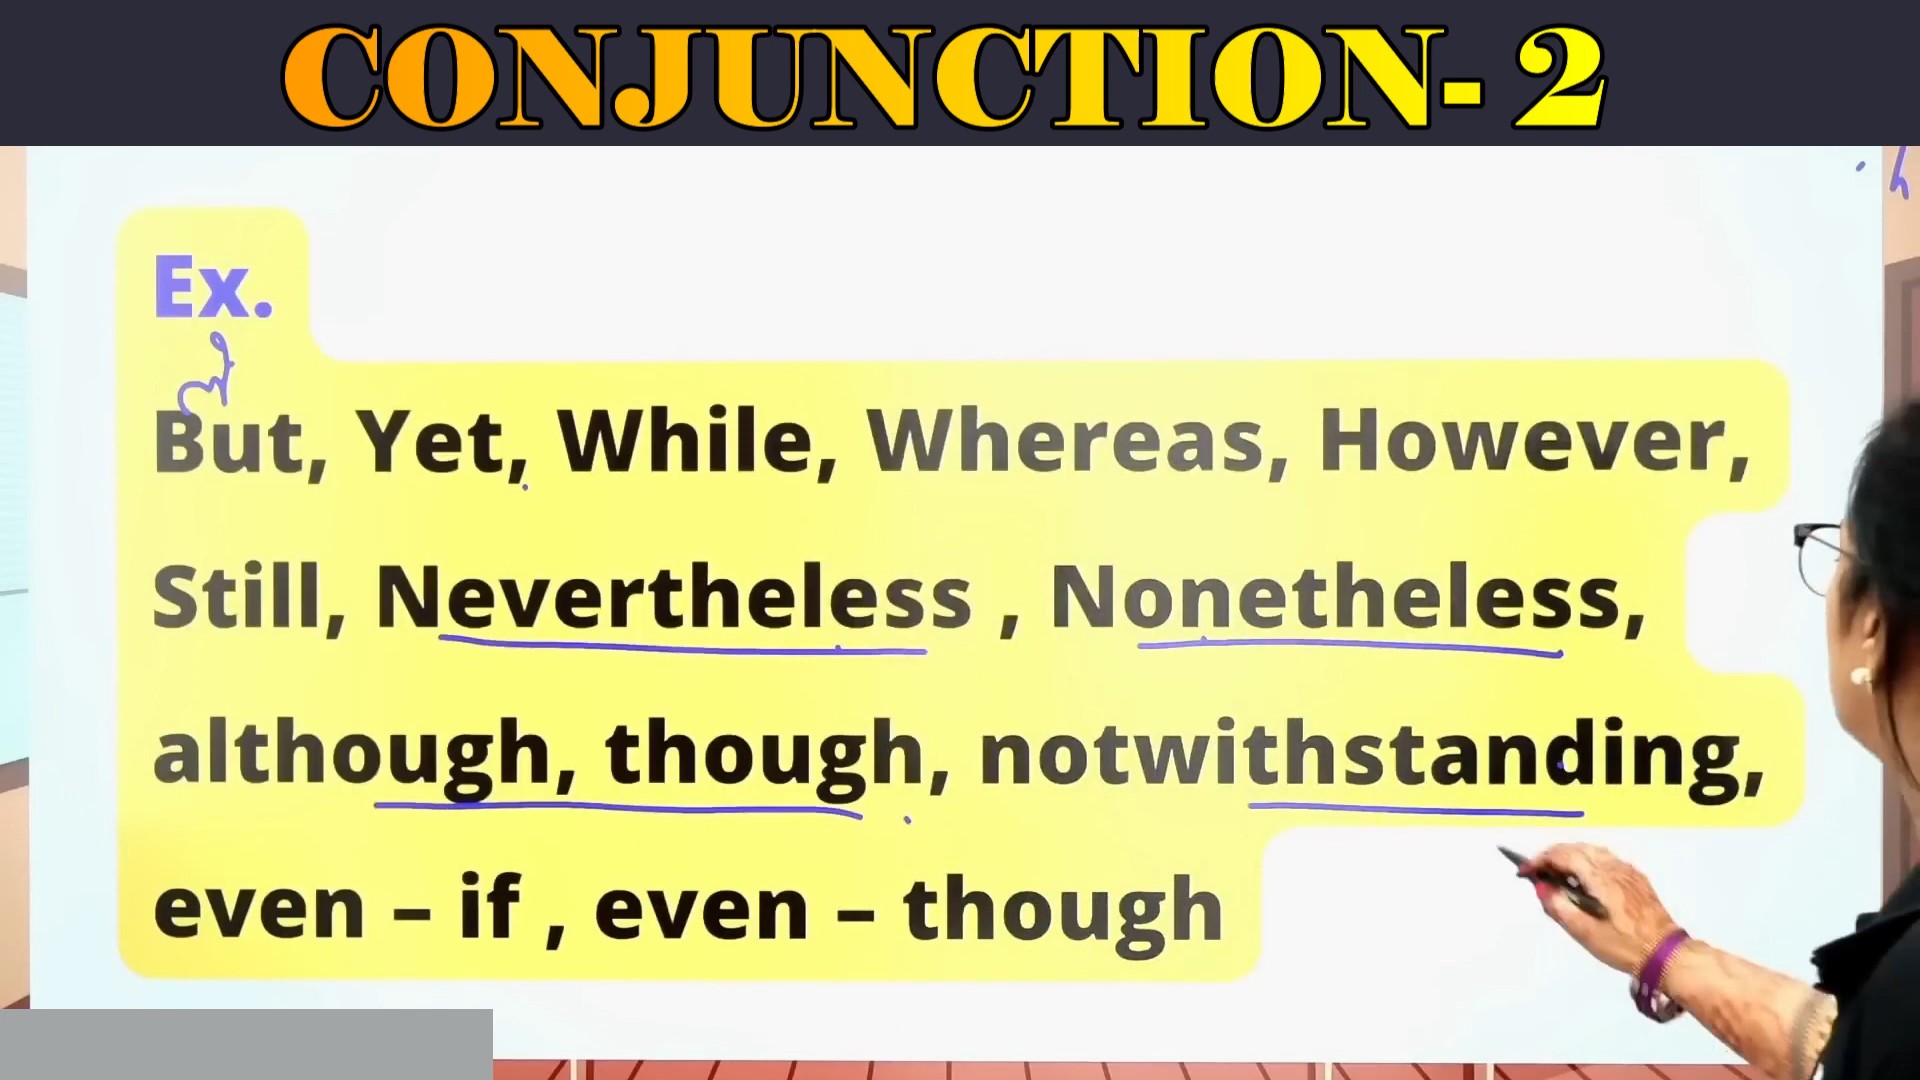 CONJUNCTION- 2
Ex.
But, Yet, While, Whereas, However,
Still, Nevertheless , Nonetheless,
although, though, notwithstanding,
even – if , even – though